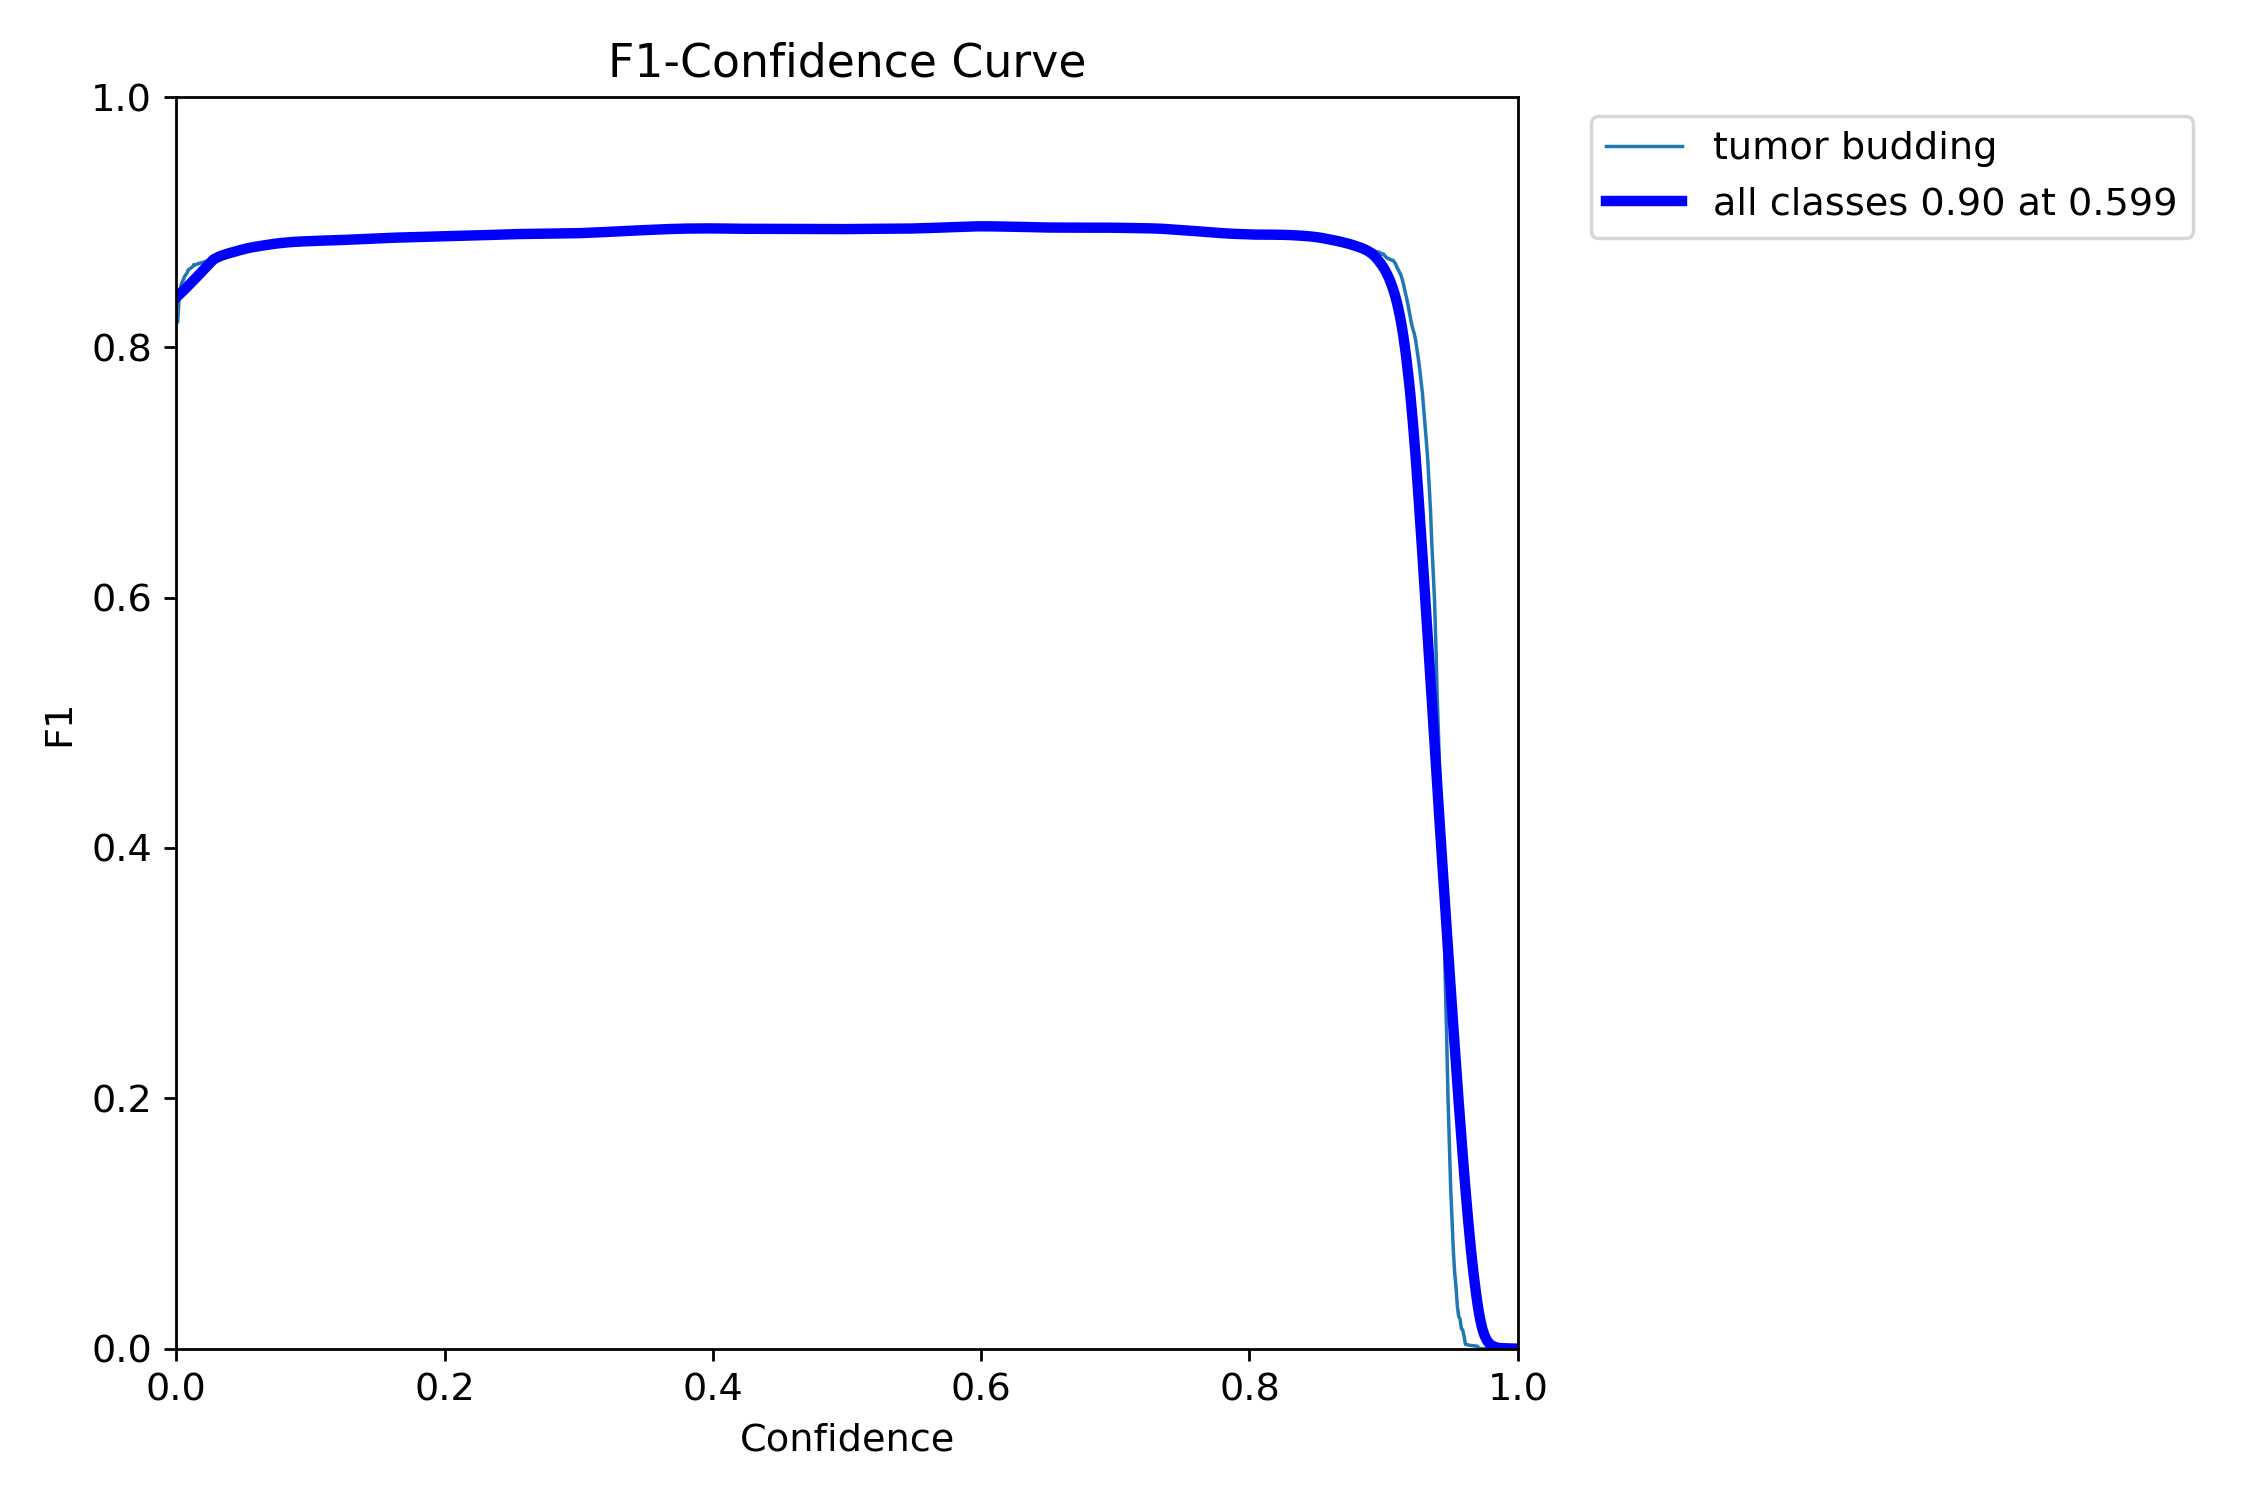 F1-Confidence Curve
1.0
0.8
0.6
0.4
0.2
0.0
F1
0.0 0.2 0.4 0.6 0.8 1.0
Confidence
tumor budding
all classes 0.90 at 0.599